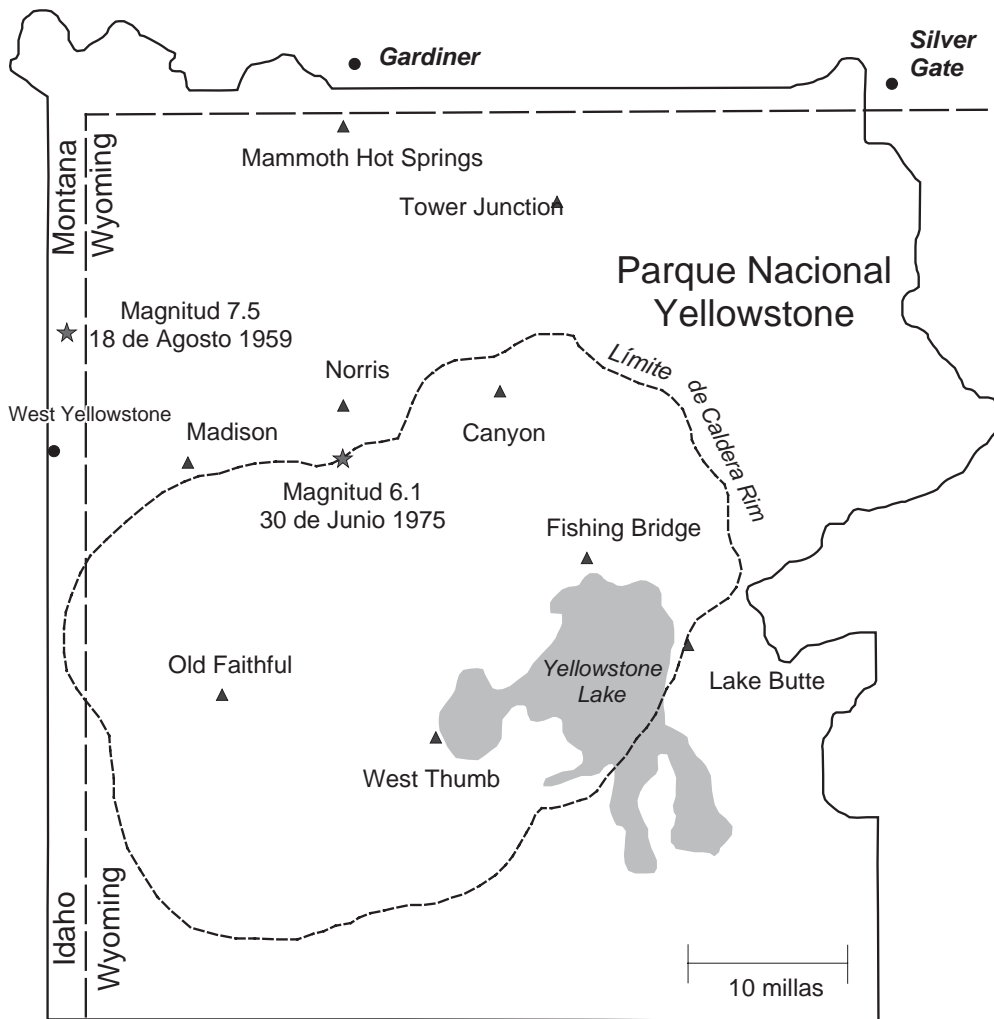 Gardiner
Silver
Gate
Montana
Wyoming
Mammoth Hot Springs
Tower Junction
Parque Nacional
Yellowstone
Magnitud 7.5
18 de Agosto 1959
Norris
Límite de Caldera Rim
West Yellowstone
Madison
Canyon
Magnitud 6.1
30 de Junio 1975
Fishing Bridge
Old Faithful
Yellowstone
Lake
Lake Butte
West Thumb
Idaho
Wyoming
10 millas